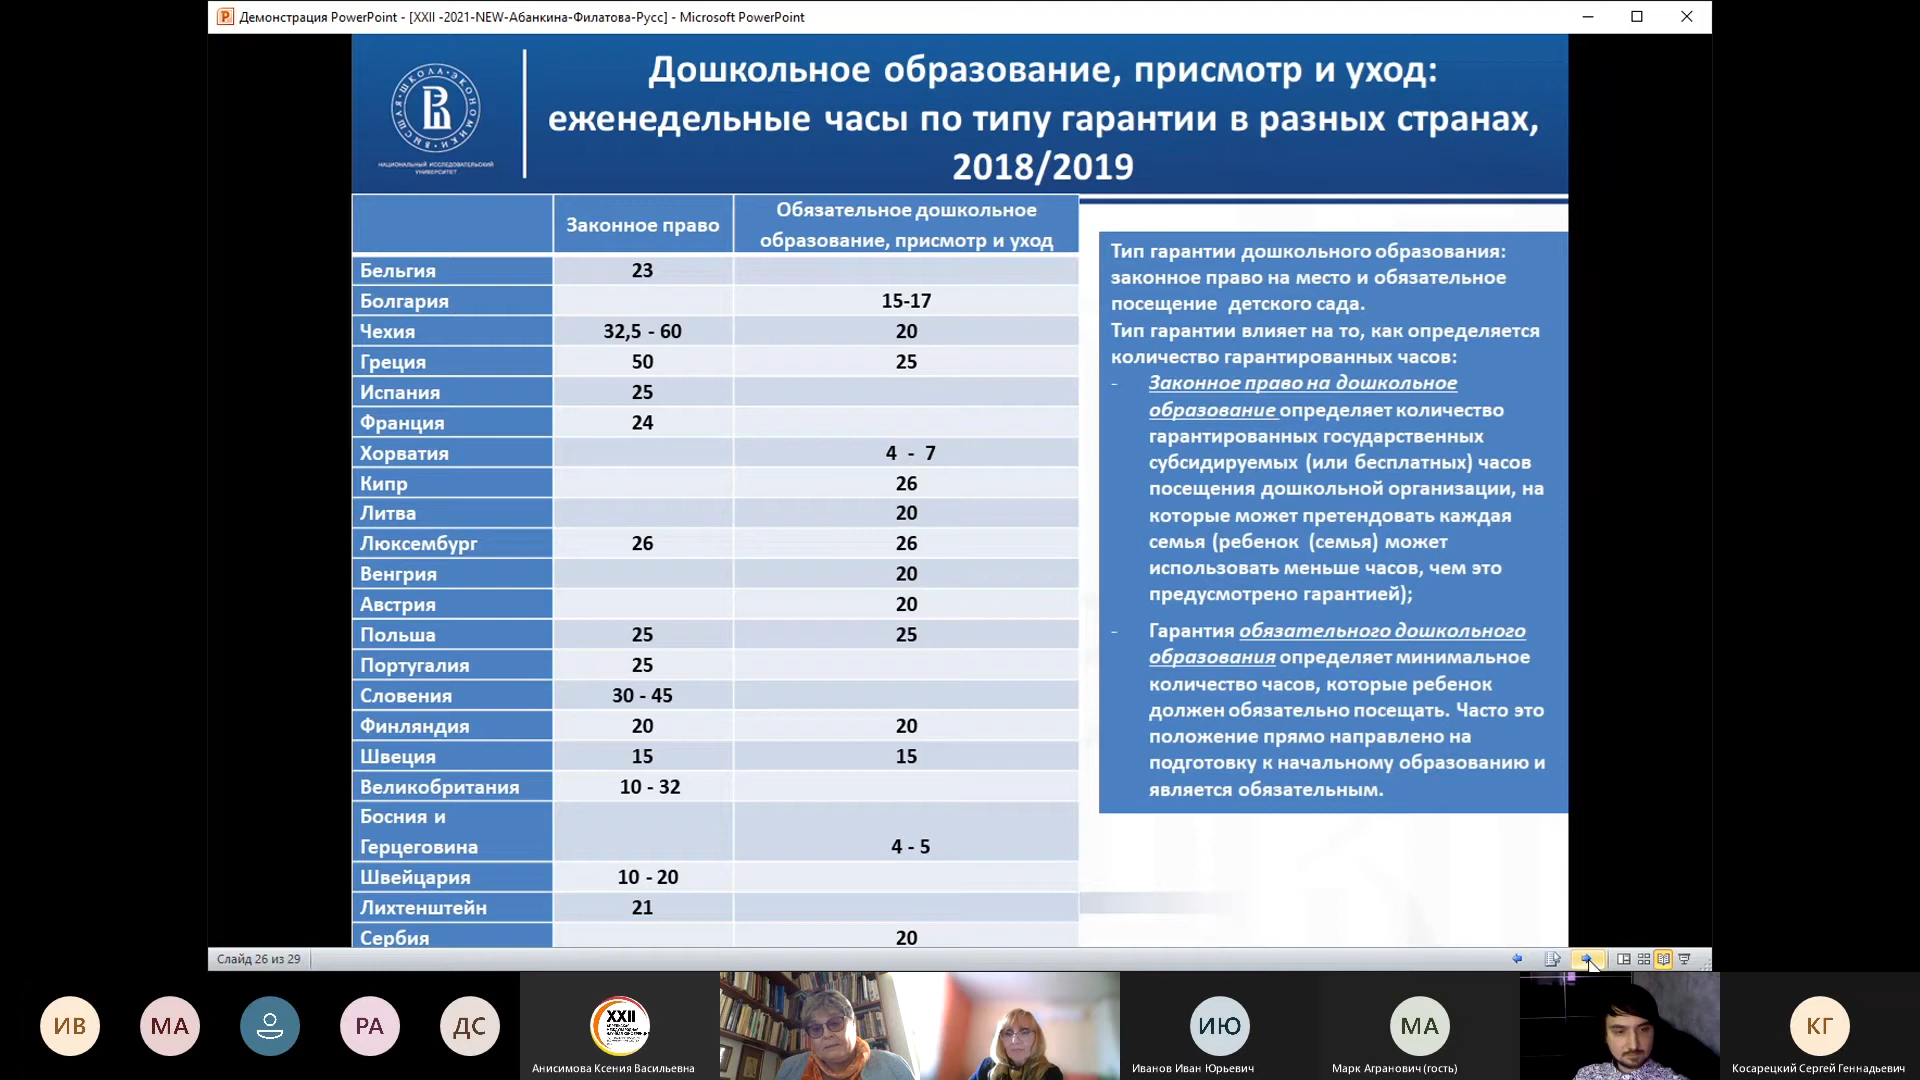 Демонстрация PowerPoint - [XXII -2021-NEW-Абанкина-Филатова-Русс] - Microsoft PowerPoint
ВЫСШАЯ ШКОЛА ЭКОНОМИКИ
НАЦИОНАЛЬНЫЙ ИССЛЕДОВАТЕЛЬСКИЙ
УНИВЕРСИТЕТ
Дошкольное образование, присмотр и уход:
еженедельные часы по типу гарантии в разных странах,
2018/2019
Законное право
Обязательное дошкольное
образование, присмотр и уход
Бельгия 23
Болгария 15-17
Чехия 32,5 - 60 20
Греция 50 25
Испания 25
Франция 24
Хорватия 4 - 7
Кипр 26
Литва 20
Люксембург 26 26
Венгрия 20
Австрия 20
Польша 25 25
Португалия 25
Словения 30 - 45
Финляндия 20 20
Швеция 15 15
Великобритания 10 - 32
Босния и
Герцеговина 4 - 5
Швейцария 10 - 20
Лихтенштейн 21
Сербия 20
Тип гарантии дошкольного образования:
законное право на место и обязательное
посещение детского сада.
Тип гарантии влияет на то, как определяется
количество гарантированных часов:
- Законное право на дошкольное
образование определяет количество
гарантированных государственных
субсидируемых (или бесплатных) часов
посещения дошкольной организации, на
которые может претендовать каждая
семья (ребенок (семья) может
использовать меньше часов, чем это
предусмотрено гарантией);
- Гарантия обязательного дошкольного
образования определяет минимальное
количество часов, которые ребенок
должен обязательно посещать. Часто это
положение прямо направлено на
подготовку к начальному образованию и
является обязательным.
Слайд 26 из 29
ИВ
МА
РА
ДС
XXII
Анисимова Ксения Васильевна
ИЮ
Иванов Иван Юрьевич
МА
Марк Агранович (гость)
КГ
Косарецкий Сергей Геннадьевич